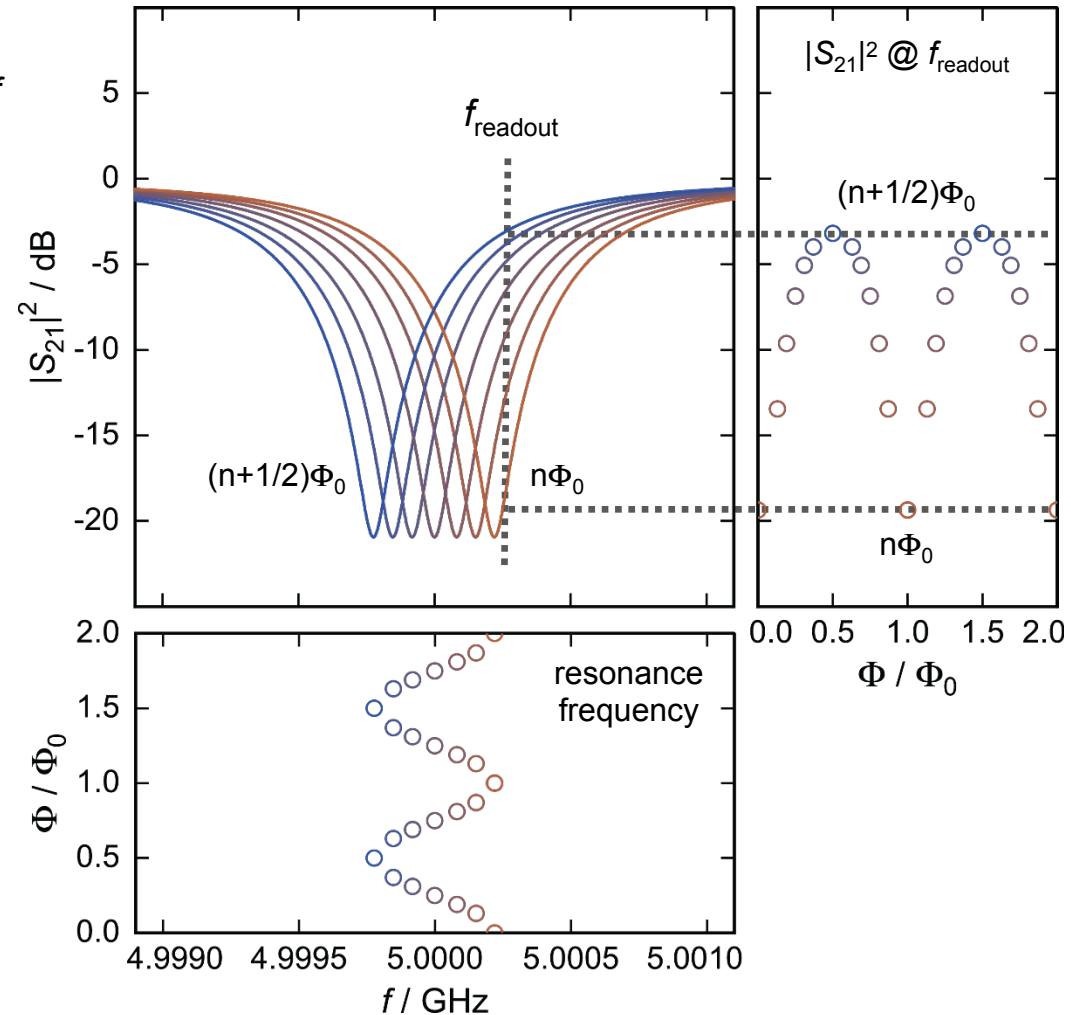 f
|S21|² / dB
5
0
-5
-10
-15
-20
freadout
(n+1/2)Φ0
nΦ0
|S21|² @ freadout
(n+1/2)Φ0
nΦ0
0.0 0.5 1.0 1.5 2.0
Φ / Φ0
resonance
frequency
Φ / Φ0
2.0
1.5
1.0
0.5
0.0
4.9990 4.9995 5.0000 5.0005 5.0010
f / GHz